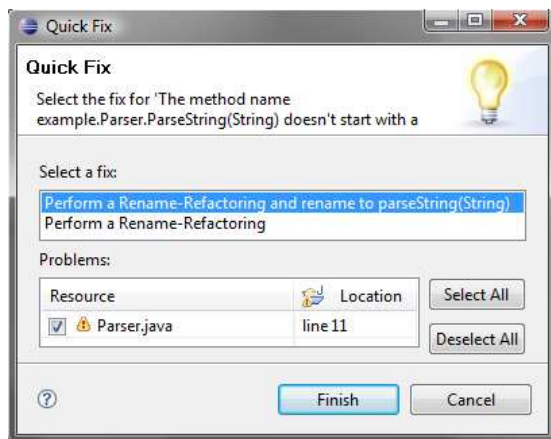 Quick Fix
Quick Fix
Select the fix for 'The method name
example.Parser.ParseString(String) doesn't start with a
Select a fix:
Perform a Rename-Refactoring and rename to parseString(String)
Perform a Rename-Refactoring
Problems:
Resource Location
Parser.java line 11
Select All
Deselect All
Finish Cancel